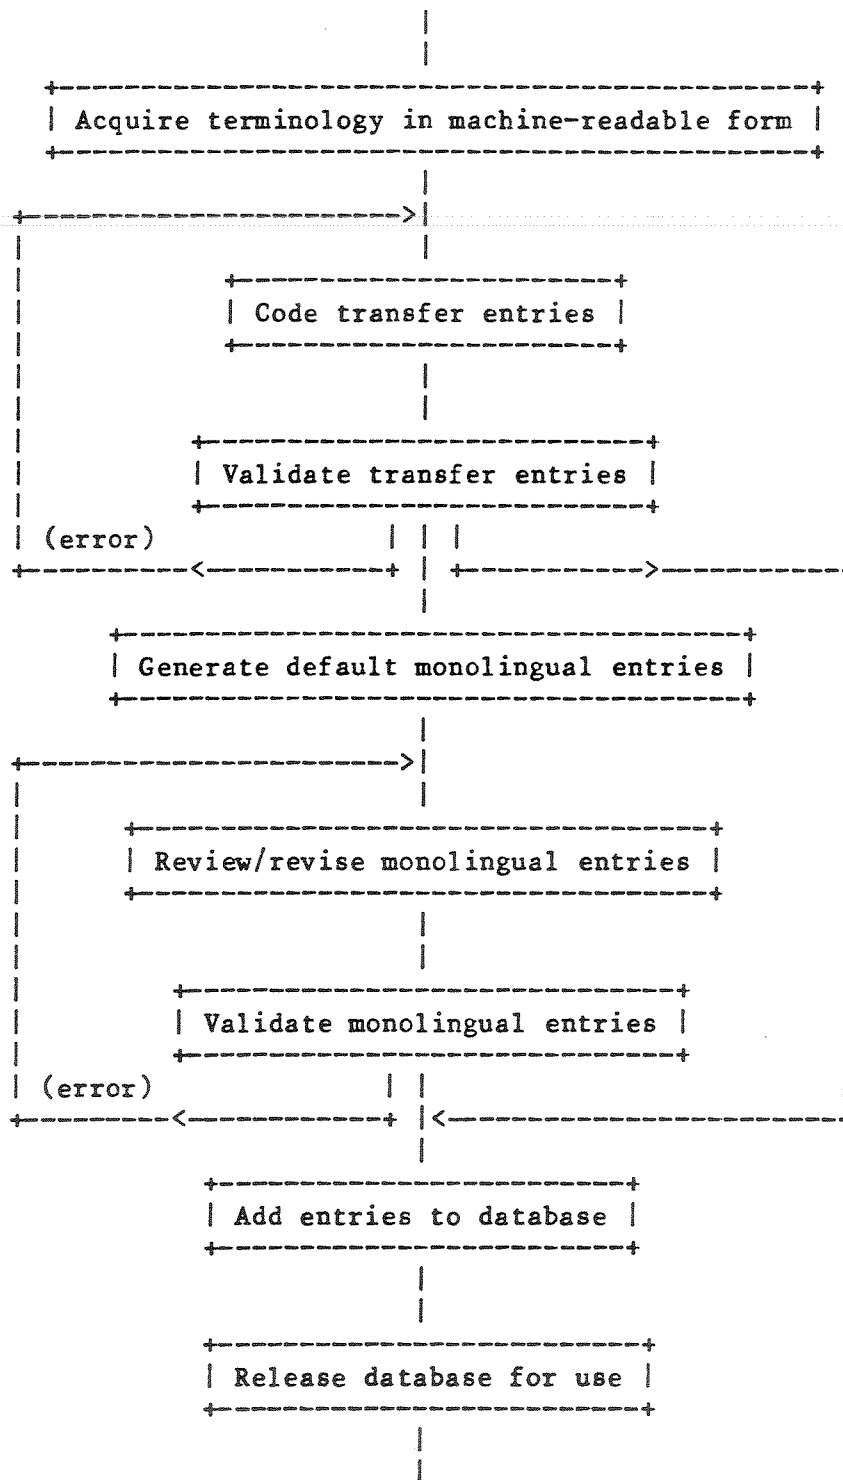 Acquire terminology in machine-readable form
Code transfer entries
Validate transfer entries
(error)
Generate default monolingual entries
Review/revise monolingual entries
Validate monolingual entries
(error)
Add entries to database
Release database for use